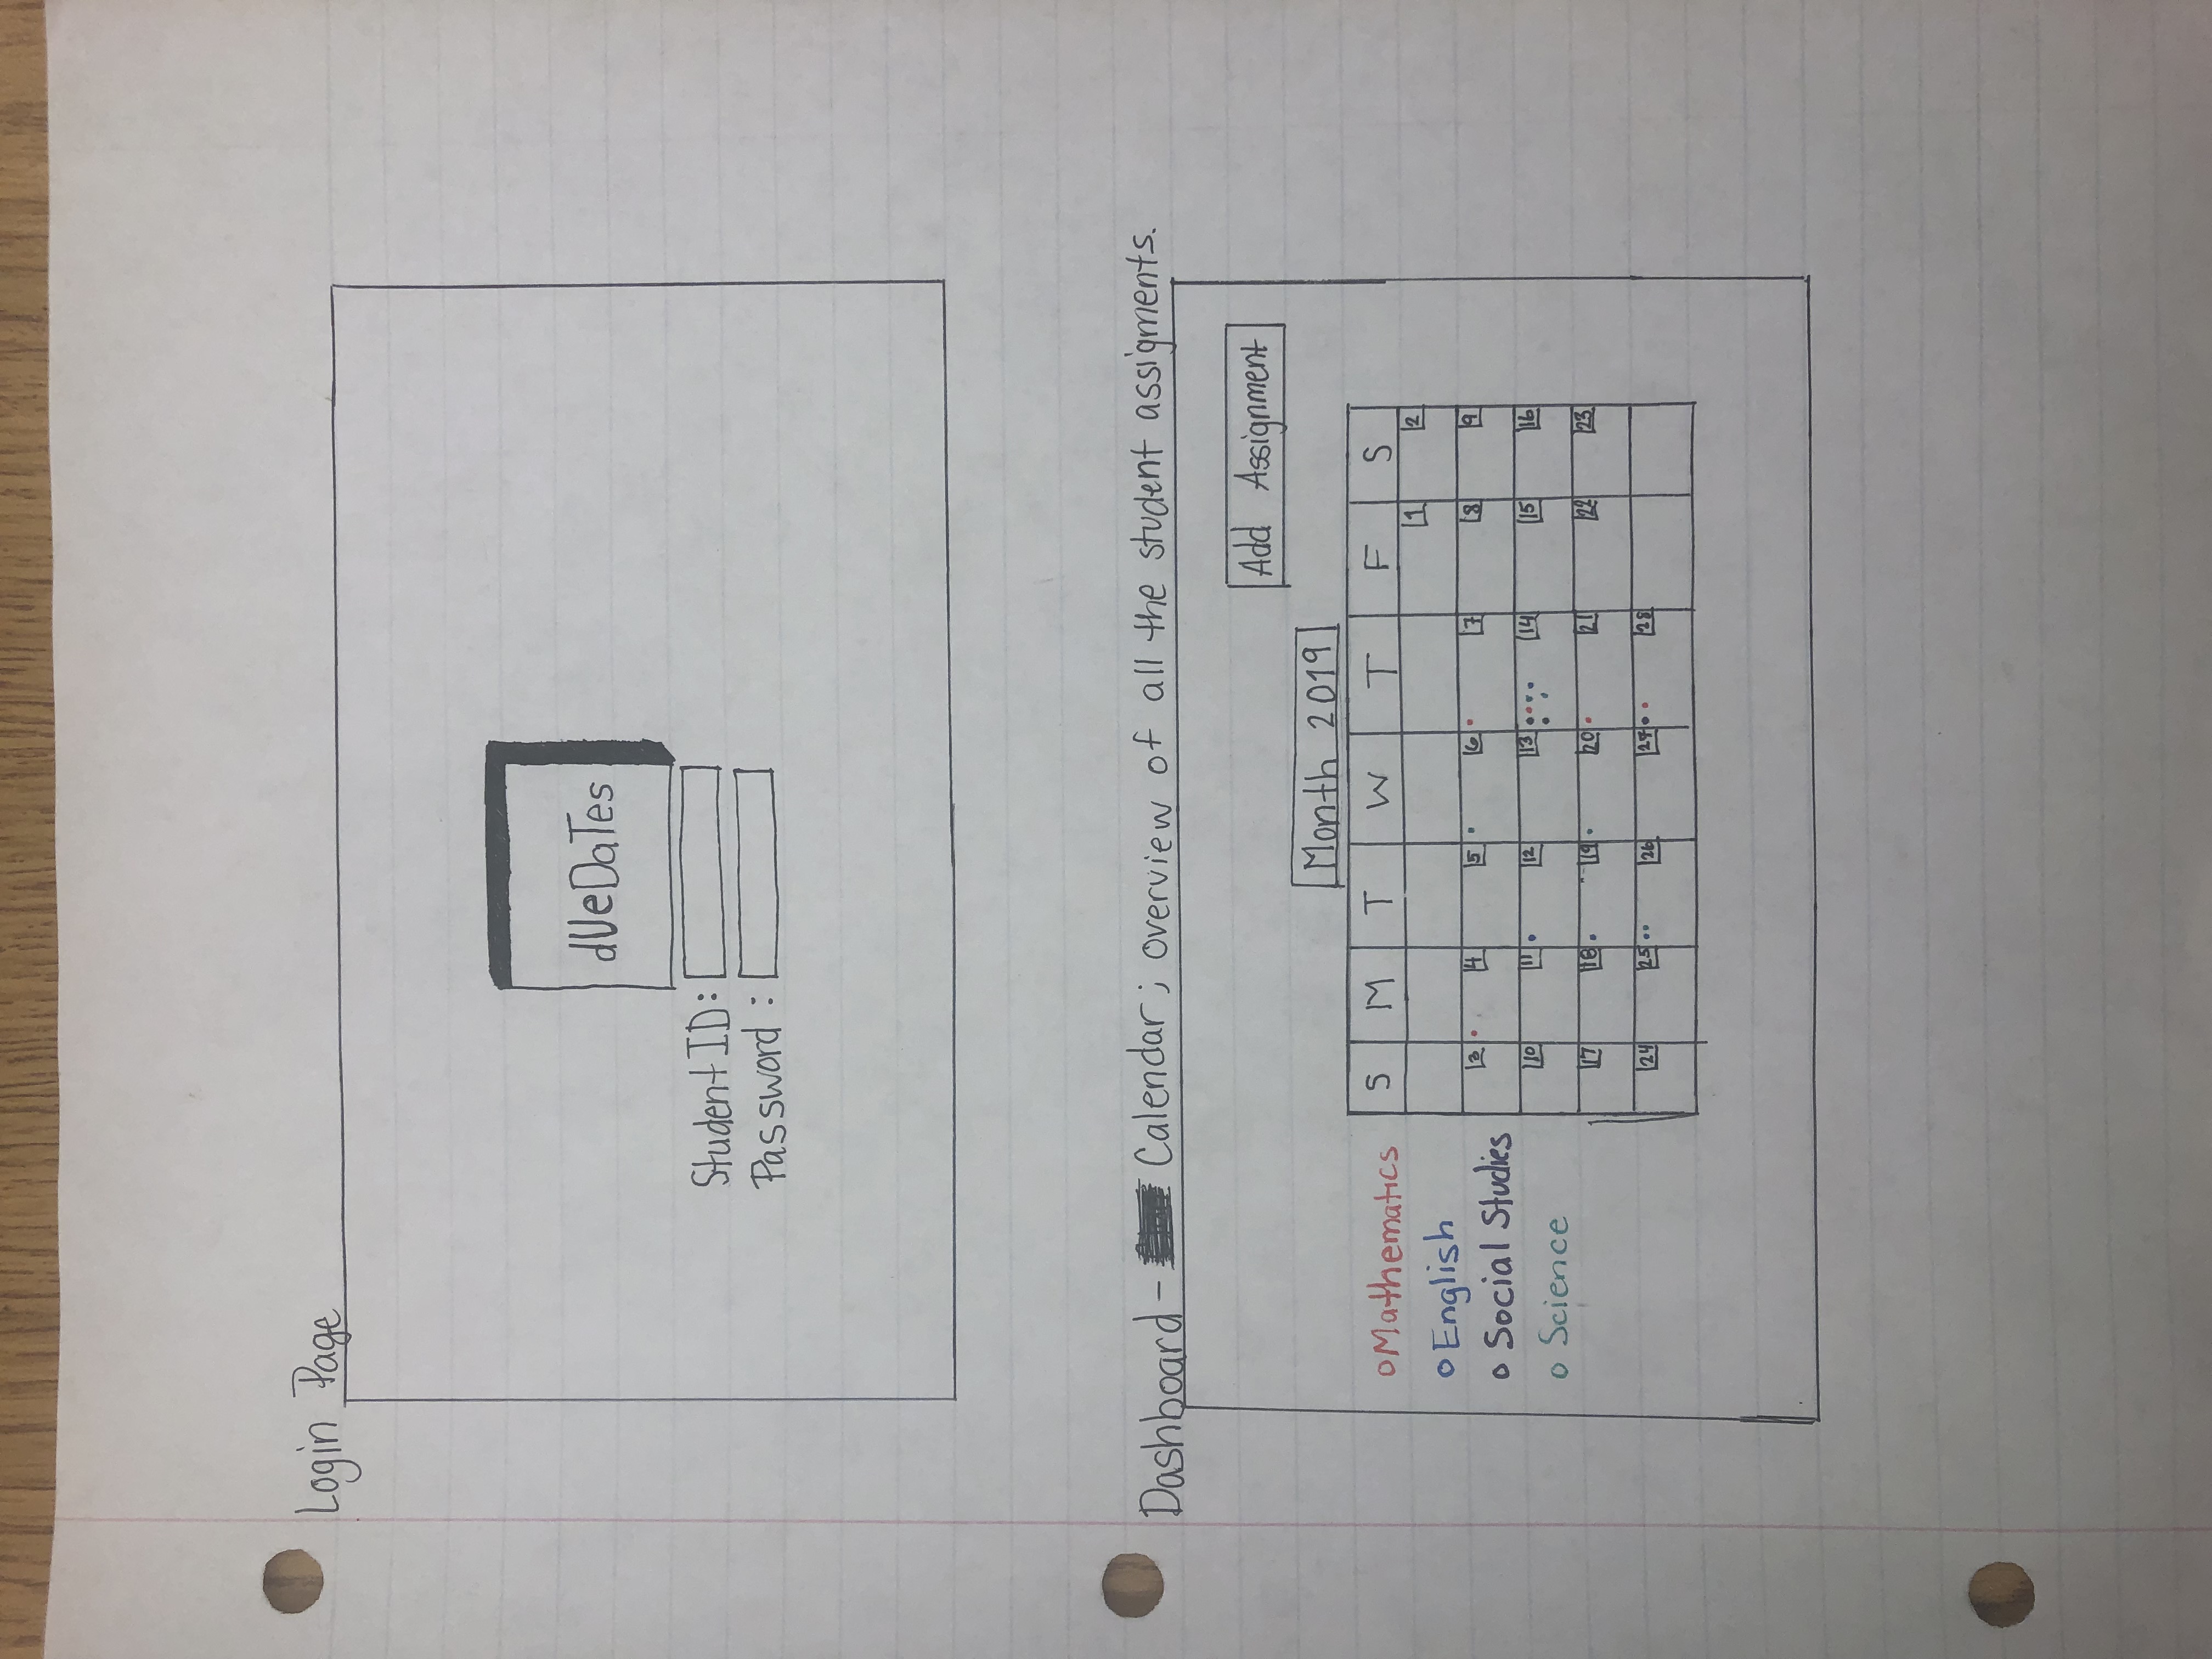 Login Page
dUeDaTes
Student ID:
Password :
Dashboard - Calendar; overview of all the student assigments.
Add Assignment
Month 2019
S M T W T F S
1 2
3 4 5 6 7 8 9
10 11 12 13 14 15 16
17 18 19 20 21 22 23
24 25 26 27 28
Mathematics
English
Social Studies
Science